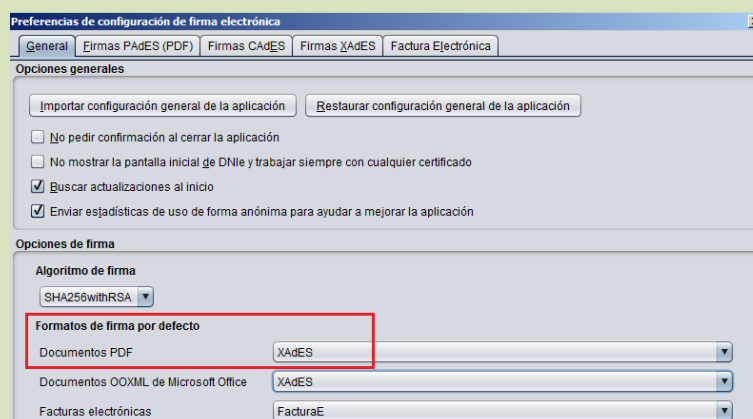 Preferencias de configuración de firma electrónica
General Firmas PAdES (PDF) Firmas CAdES Firmas XAdES Factura Electrónica
Opciones generales
Importar configuración general de la aplicación Restaurar configuración general de la aplicación
No pedir confirmación al cerrar la aplicación
No mostrar la pantalla inicial de DNIe y trabajar siempre con cualquier certificado
Buscar actualizaciones al inicio
Enviar estadísticas de uso de forma anónima para ayudar a mejorar la aplicación
Opciones de firma
Algoritmo de firma
SHA256withRSA
Formatos de firma por defecto
Documentos PDF XAdES
Documentos OOXML de Microsoft Office XAdES
Facturas electrónicas FacturaE